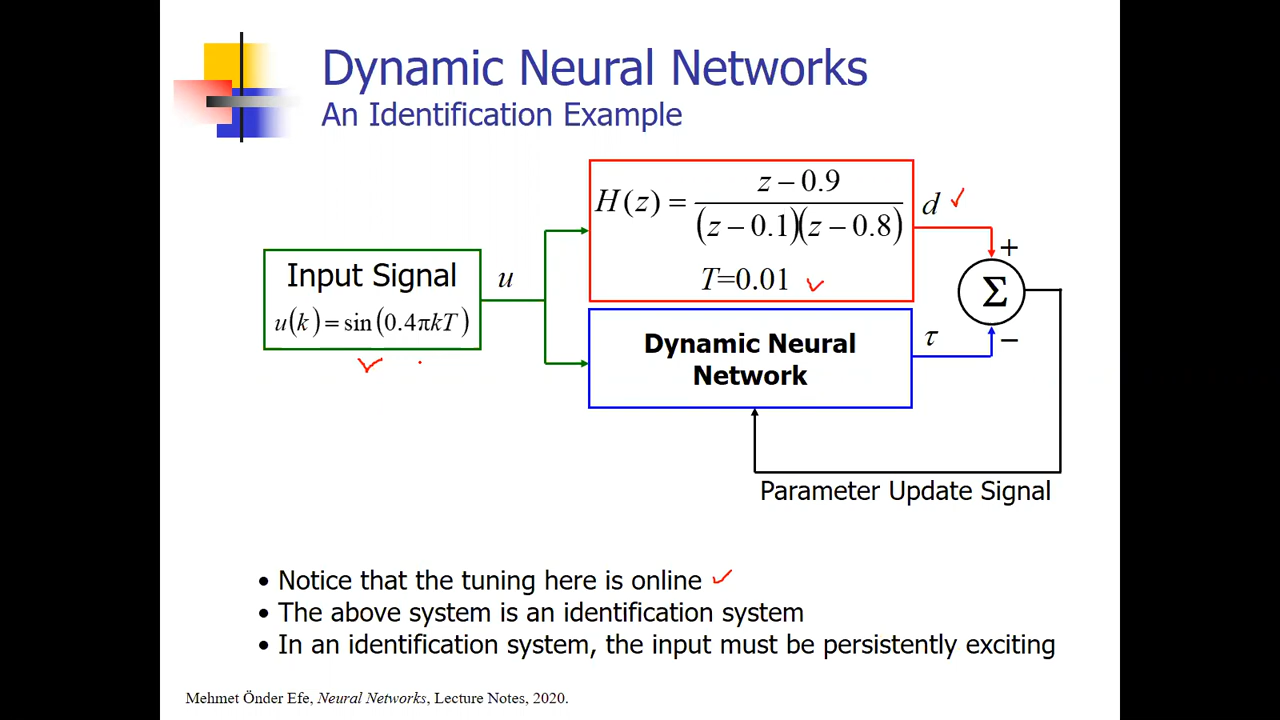 Dynamic Neural Networks
An Identification Example
H(z) = (z − 0.9) / ((z − 0.1)(z − 0.8))
T=0.01
d
+
Input Signal
u(k) = sin(0.4πkT)
u
Σ
Dynamic Neural
Network
τ
−
Parameter Update Signal
• Notice that the tuning here is online
• The above system is an identification system
• In an identification system, the input must be persistently exciting
Mehmet Önder Efe, Neural Networks, Lecture Notes, 2020.